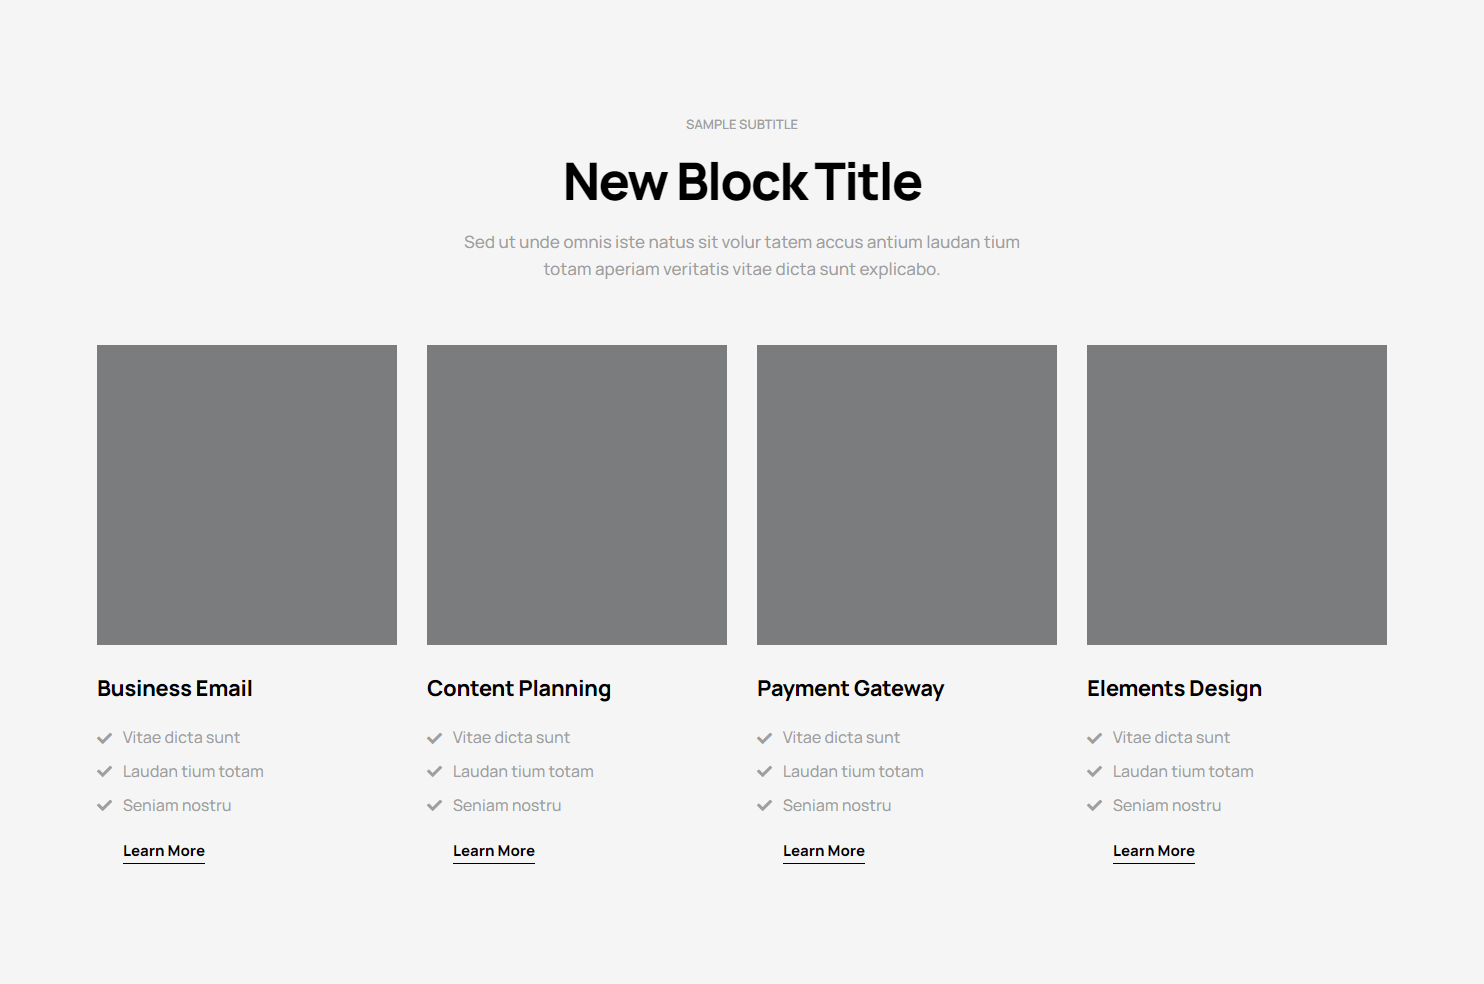 SAMPLE SUBTITLE
New Block Title
Sed ut unde omnis iste natus sit volur tatem accus antium laudan tium
totam aperiam veritatis vitae dicta sunt explicabo.
Business Email
Vitae dicta sunt
Laudan tium totam
Seniam nostru
Learn More
Content Planning
Vitae dicta sunt
Laudan tium totam
Seniam nostru
Learn More
Payment Gateway
Vitae dicta sunt
Laudan tium totam
Seniam nostru
Learn More
Elements Design
Vitae dicta sunt
Laudan tium totam
Seniam nostru
Learn More